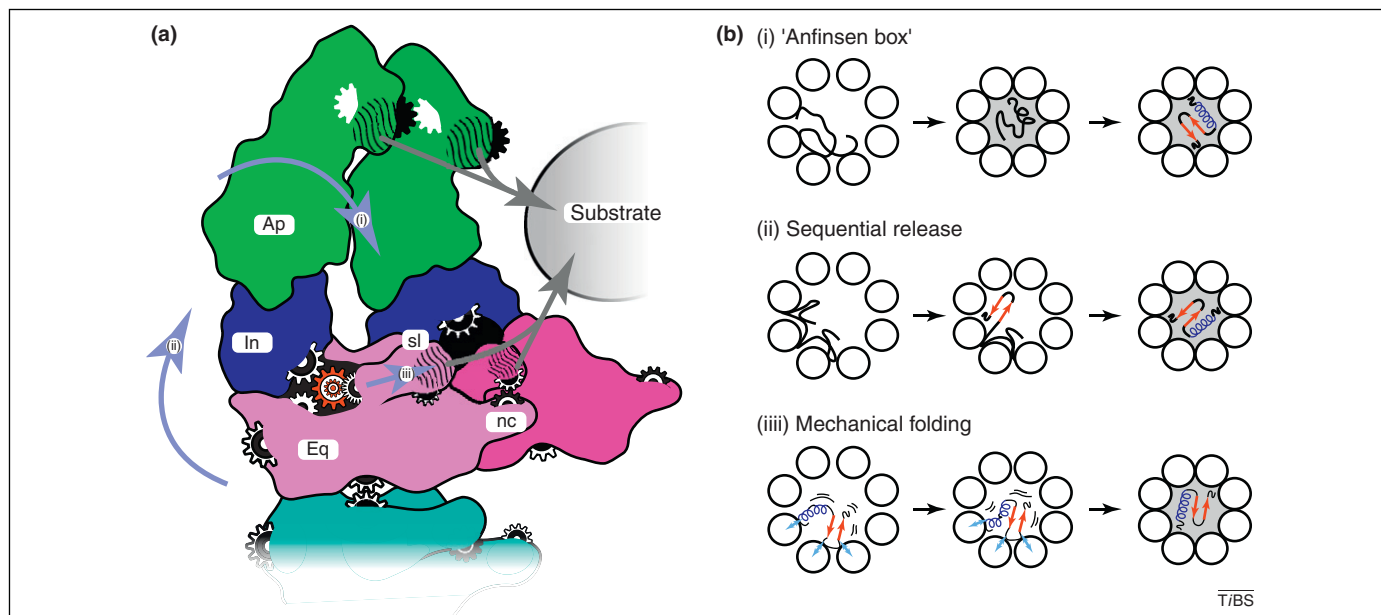 (a)
Ap
(i)
Substrate
In
(ii)
sl
(iii)
nc
Eq
(b)
(i) 'Anfinsen box'
(ii) Sequential release
(iiii) Mechanical folding
TiBS